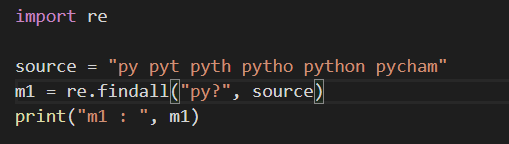 import re
source = "py pyt pyth pytho python pycham"
m1 = re.findall("py?", source)
print("m1 : ", m1)